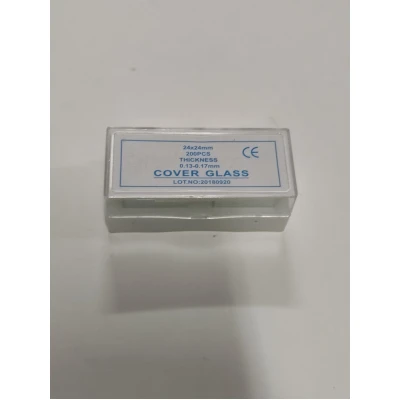 24x24mm
200PCS
THICKNESS
0.13-0.17mm
CE
COVER GLASS
LOT.NO:20180920